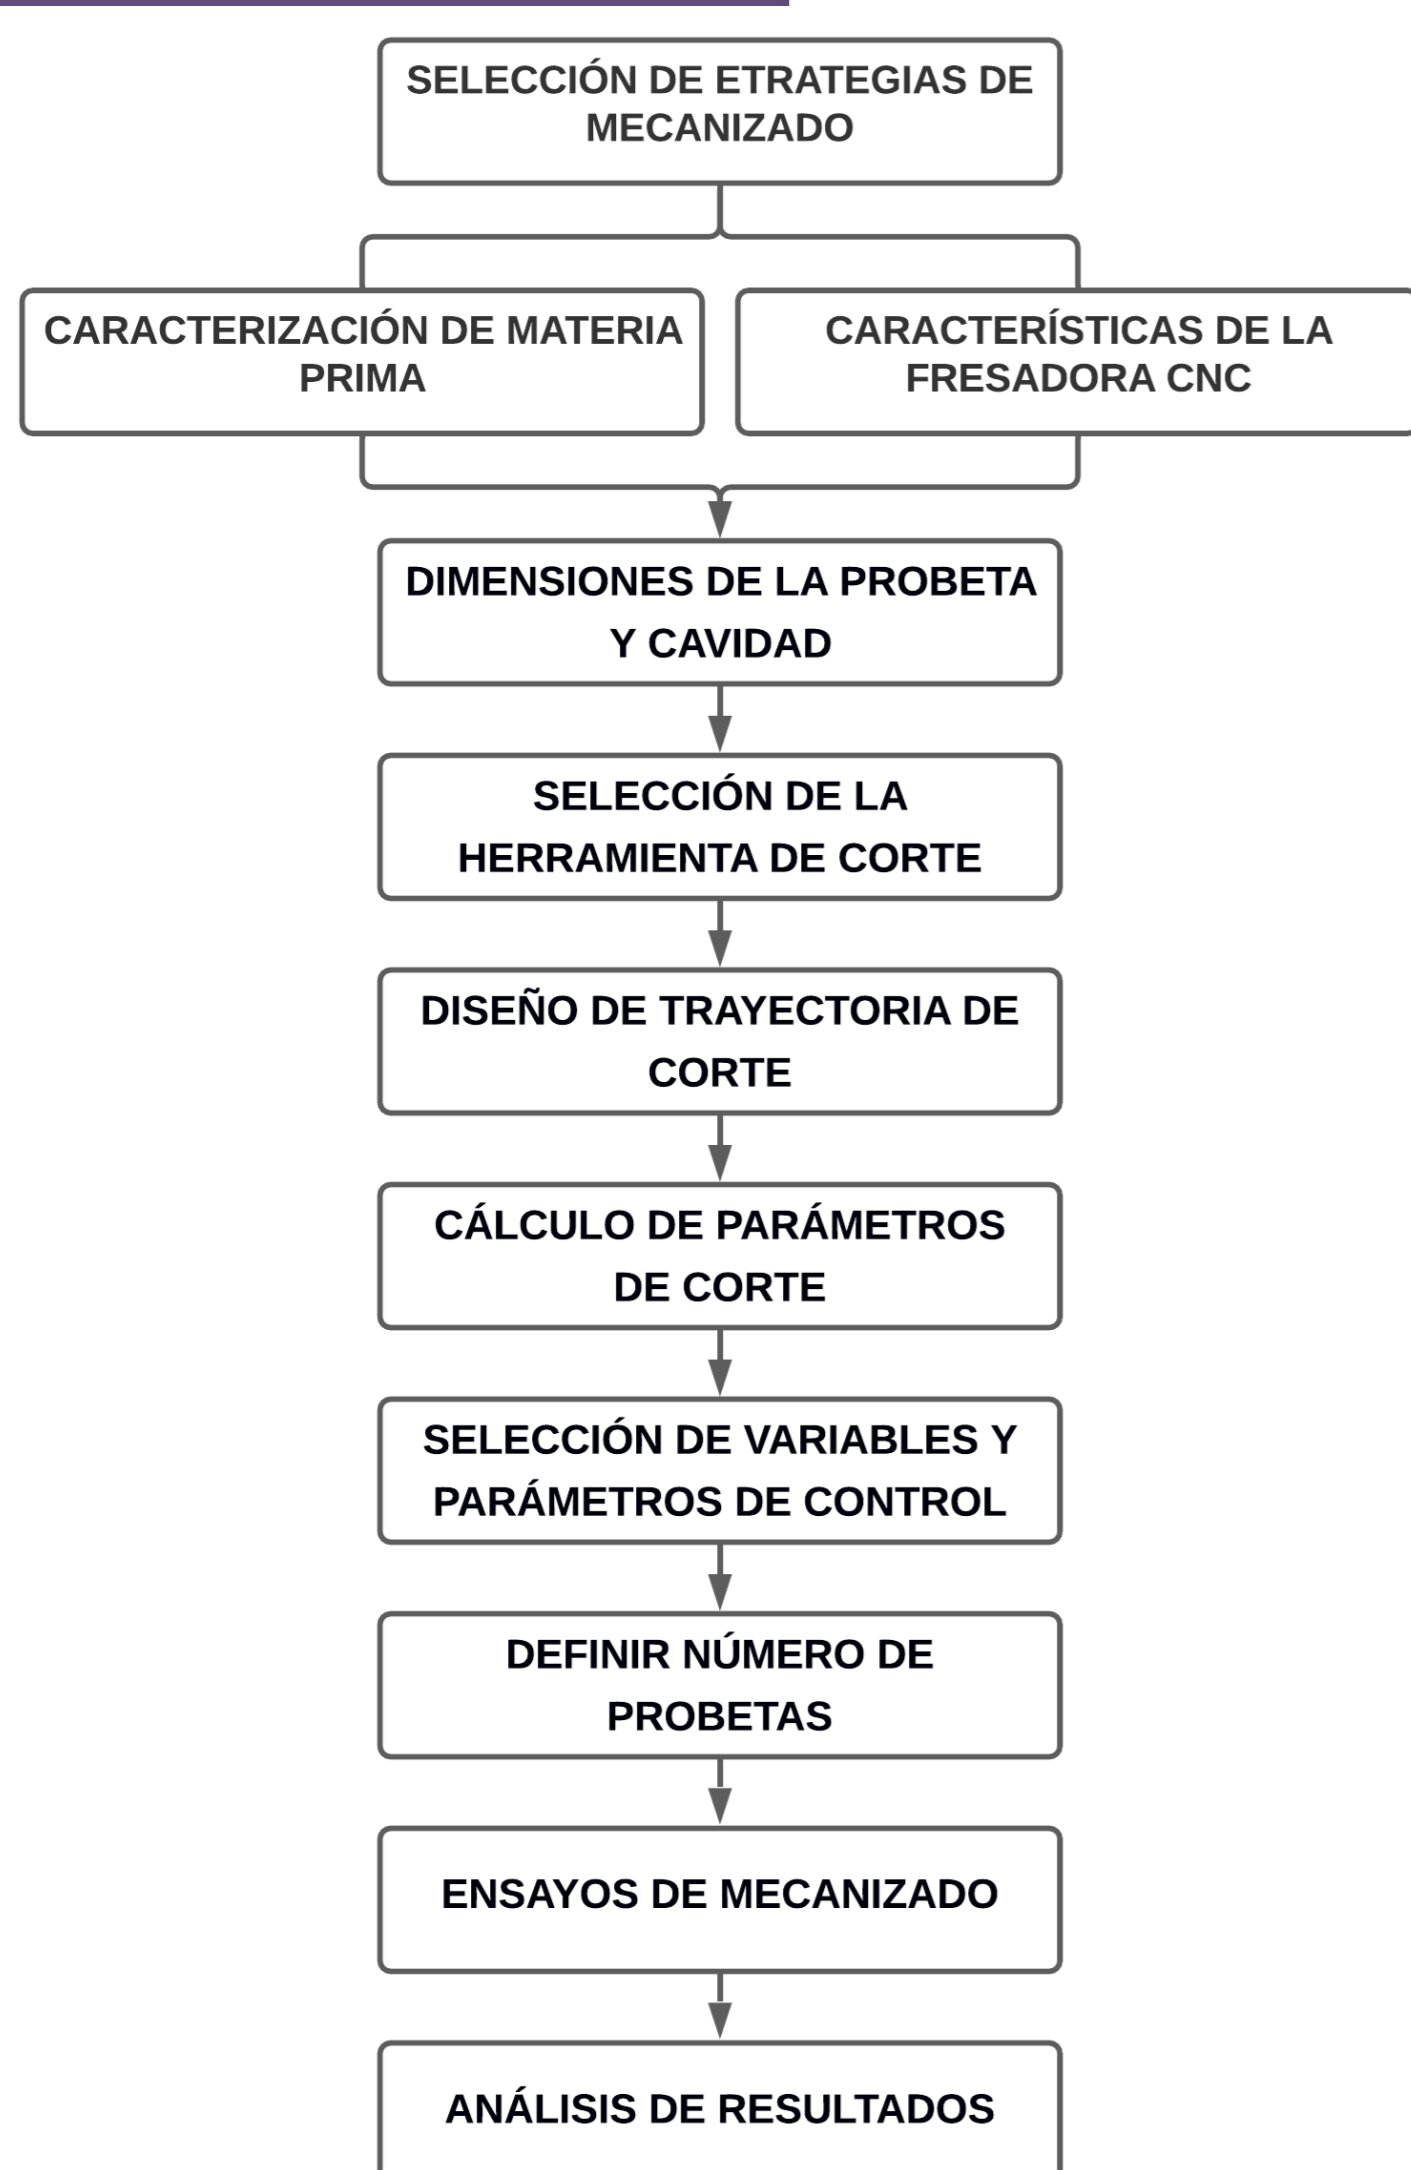 SELECCIÓN DE ETRATEGIAS DE
MECANIZADO
CARACTERIZACIÓN DE MATERIA
PRIMA
CARACTERÍSTICAS DE LA
FRESADORA CNC
DIMENSIONES DE LA PROBETA
Y CAVIDAD
SELECCIÓN DE LA
HERRAMIENTA DE CORTE
DISEÑO DE TRAYECTORIA DE
CORTE
CÁLCULO DE PARÁMETROS
DE CORTE
SELECCIÓN DE VARIABLES Y
PARÁMETROS DE CONTROL
DEFINIR NÚMERO DE
PROBETAS
ENSAYOS DE MECANIZADO
ANÁLISIS DE RESULTADOS